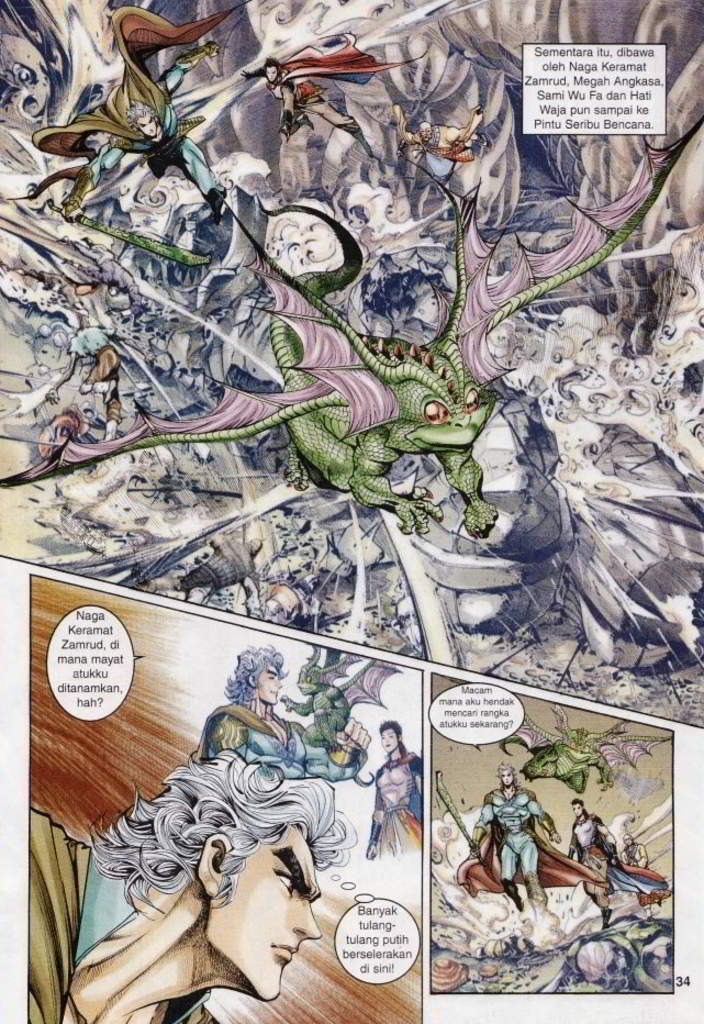 Sementara itu, dibawa
oleh Naga Keramat
Zamrud, Megah Angkasa,
Sami Wu Fa dan Hati
Waja pun sampai ke
Pintu Seribu Bencana.
Naga
Keramat
Zamrud, di
mana mayat
atukku
ditanamkan,
hah?
Banyak
tulang-
tulang putih
berselerakan
di sini!
Macam
mana aku hendak
mencari rangka
atukku sekarang?
34